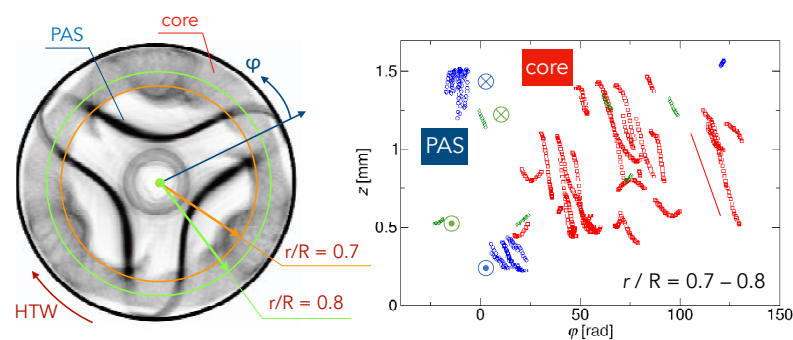 core
PAS
φ
r/R = 0.7
r/R = 0.8
HTW
1.5
1
0.5
0
z [mm]
core
PAS
r / R = 0.7 – 0.8
0
50
100
150
φ [rad]